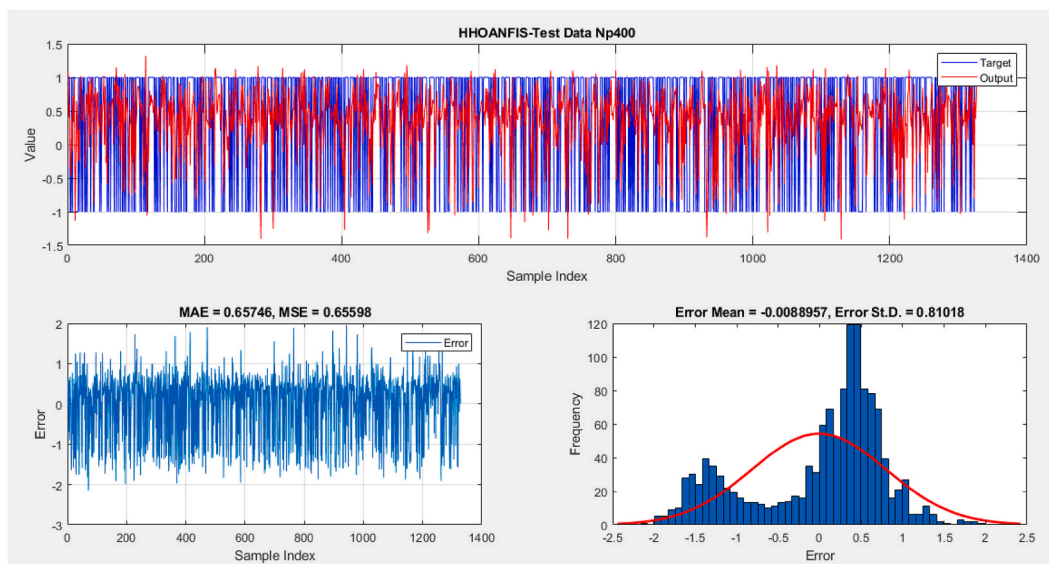 HHOANFIS-Test Data Np400
1.5
1
0.5
0
-0.5
-1
-1.5
Value
Target
Output
0 200 400 600 800 1000 1200 1400
Sample Index
MAE = 0.65746, MSE = 0.65598
2
1
0
-1
-2
-3
Error
Error
0 200 400 600 800 1000 1200 1400
Sample Index
Error Mean = -0.0088957, Error St.D. = 0.81018
120
100
80
60
40
20
0
Frequency
-2.5 -2 -1.5 -1 -0.5 0 0.5 1 1.5 2 2.5
Error